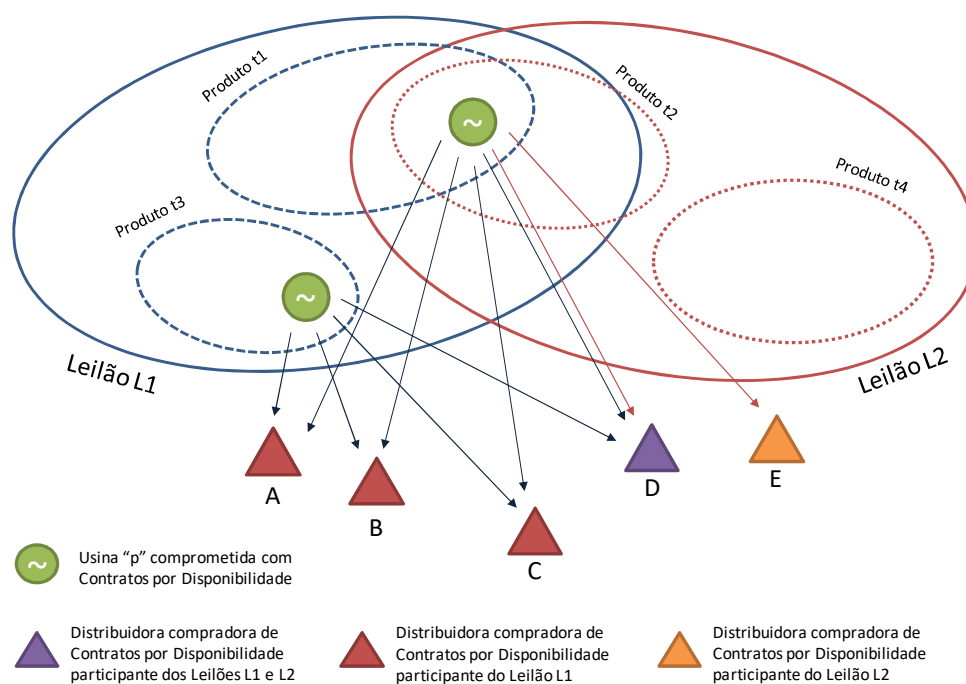 Produto t1
Produto t2
Produto t3
Produto t4
~
~
Leilão L1
Leilão L2
A
B
C
D
E
~
Usina “p” comprometida com
Contratos por Disponibilidade
Distribuidora compradora de
Contratos por Disponibilidade
participante dos Leilões L1 e L2
Distribuidora compradora de
Contratos por Disponibilidade
participante do Leilão L1
Distribuidora compradora de
Contratos por Disponibilidade
participante do Leilão L2